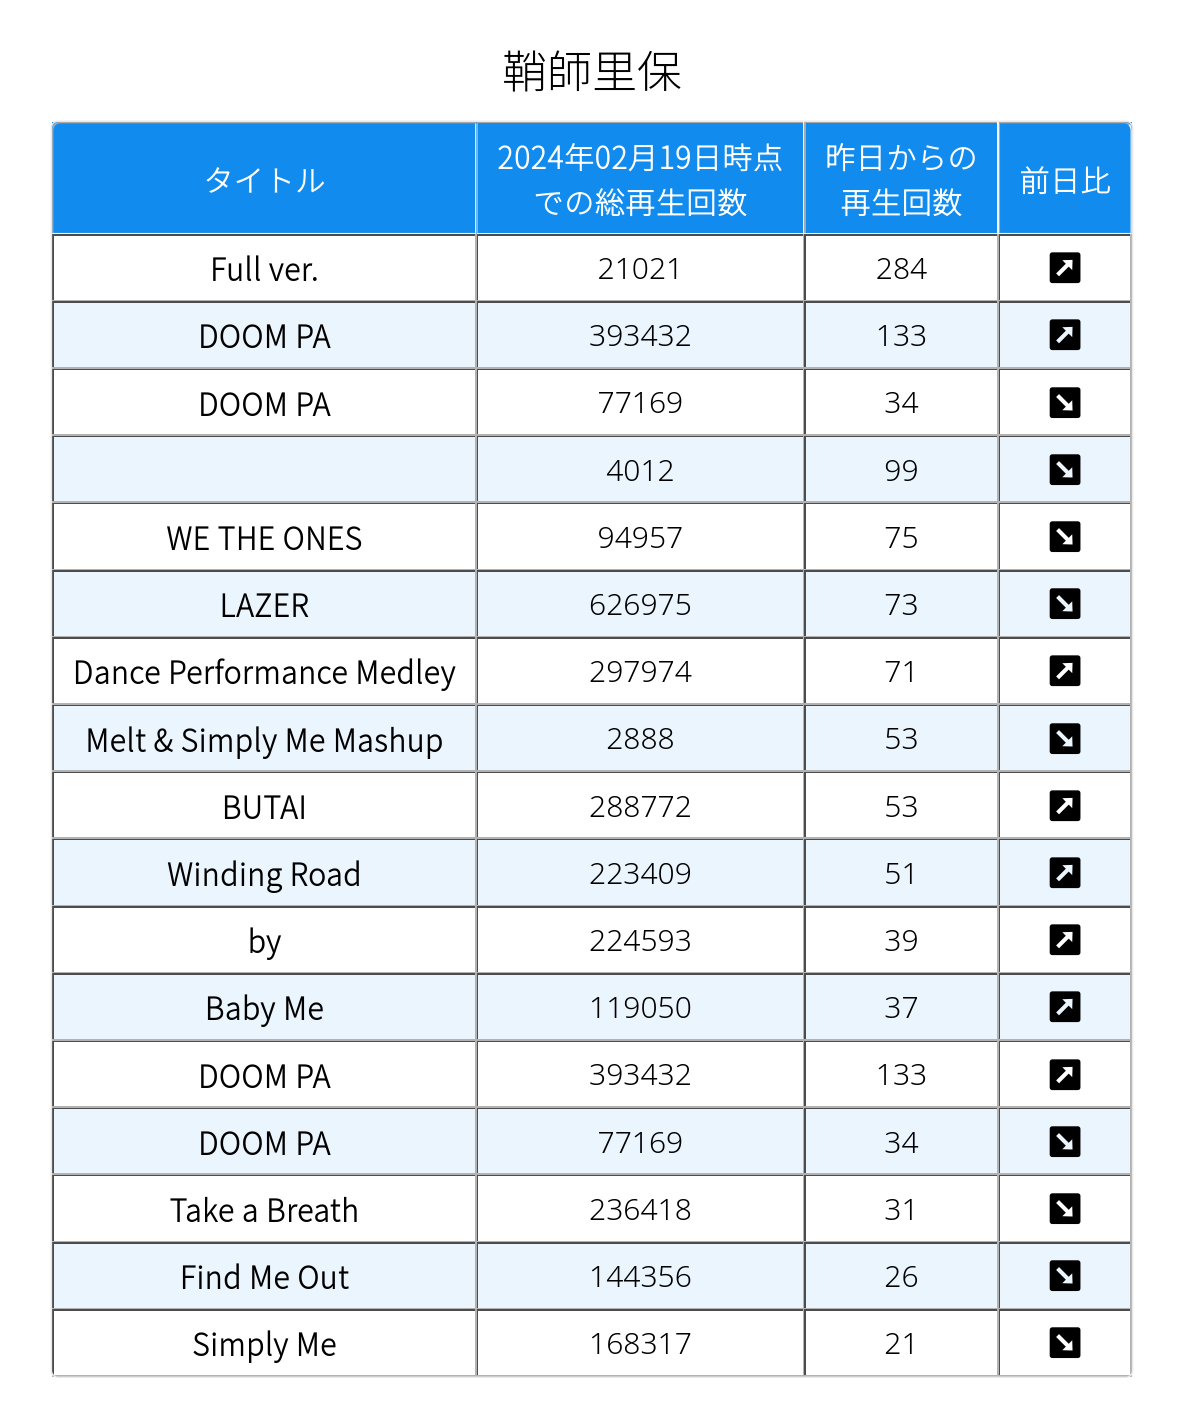 鞘師里保
タイトル 2024年02月19日時点での総再生回数 昨日からの再生回数 前日比
Full ver. 21021 284 ↗
DOOM PA 393432 133 ↗
DOOM PA 77169 34 ↘
4012 99 ↘
WE THE ONES 94957 75 ↘
LAZER 626975 73 ↘
Dance Performance Medley 297974 71 ↗
Melt & Simply Me Mashup 2888 53 ↘
BUTAI 288772 53 ↗
Winding Road 223409 51 ↗
by 224593 39 ↗
Baby Me 119050 37 ↗
DOOM PA 393432 133 ↗
DOOM PA 77169 34 ↘
Take a Breath 236418 31 ↘
Find Me Out 144356 26 ↘
Simply Me 168317 21 ↘